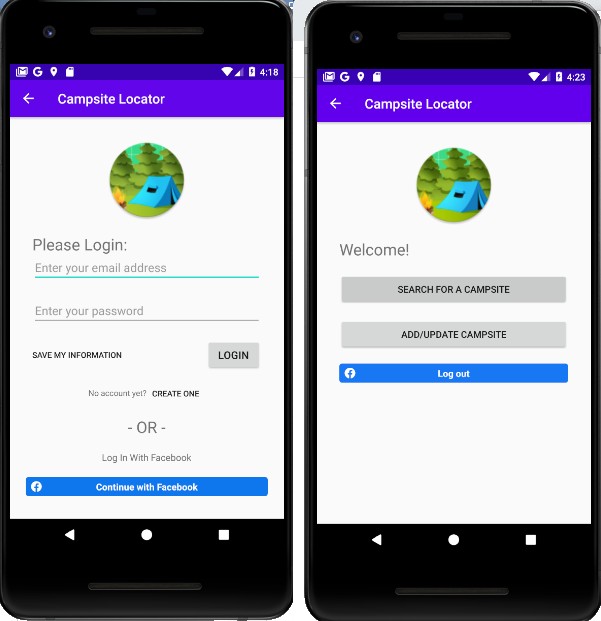 4:18
Campsite Locator
Please Login:
Enter your email address
Enter your password
SAVE MY INFORMATION
LOGIN
No account yet? CREATE ONE
- OR -
Log In With Facebook
Continue with Facebook
4:23
Campsite Locator
Welcome!
SEARCH FOR A CAMPSITE
ADD/UPDATE CAMPSITE
Log out